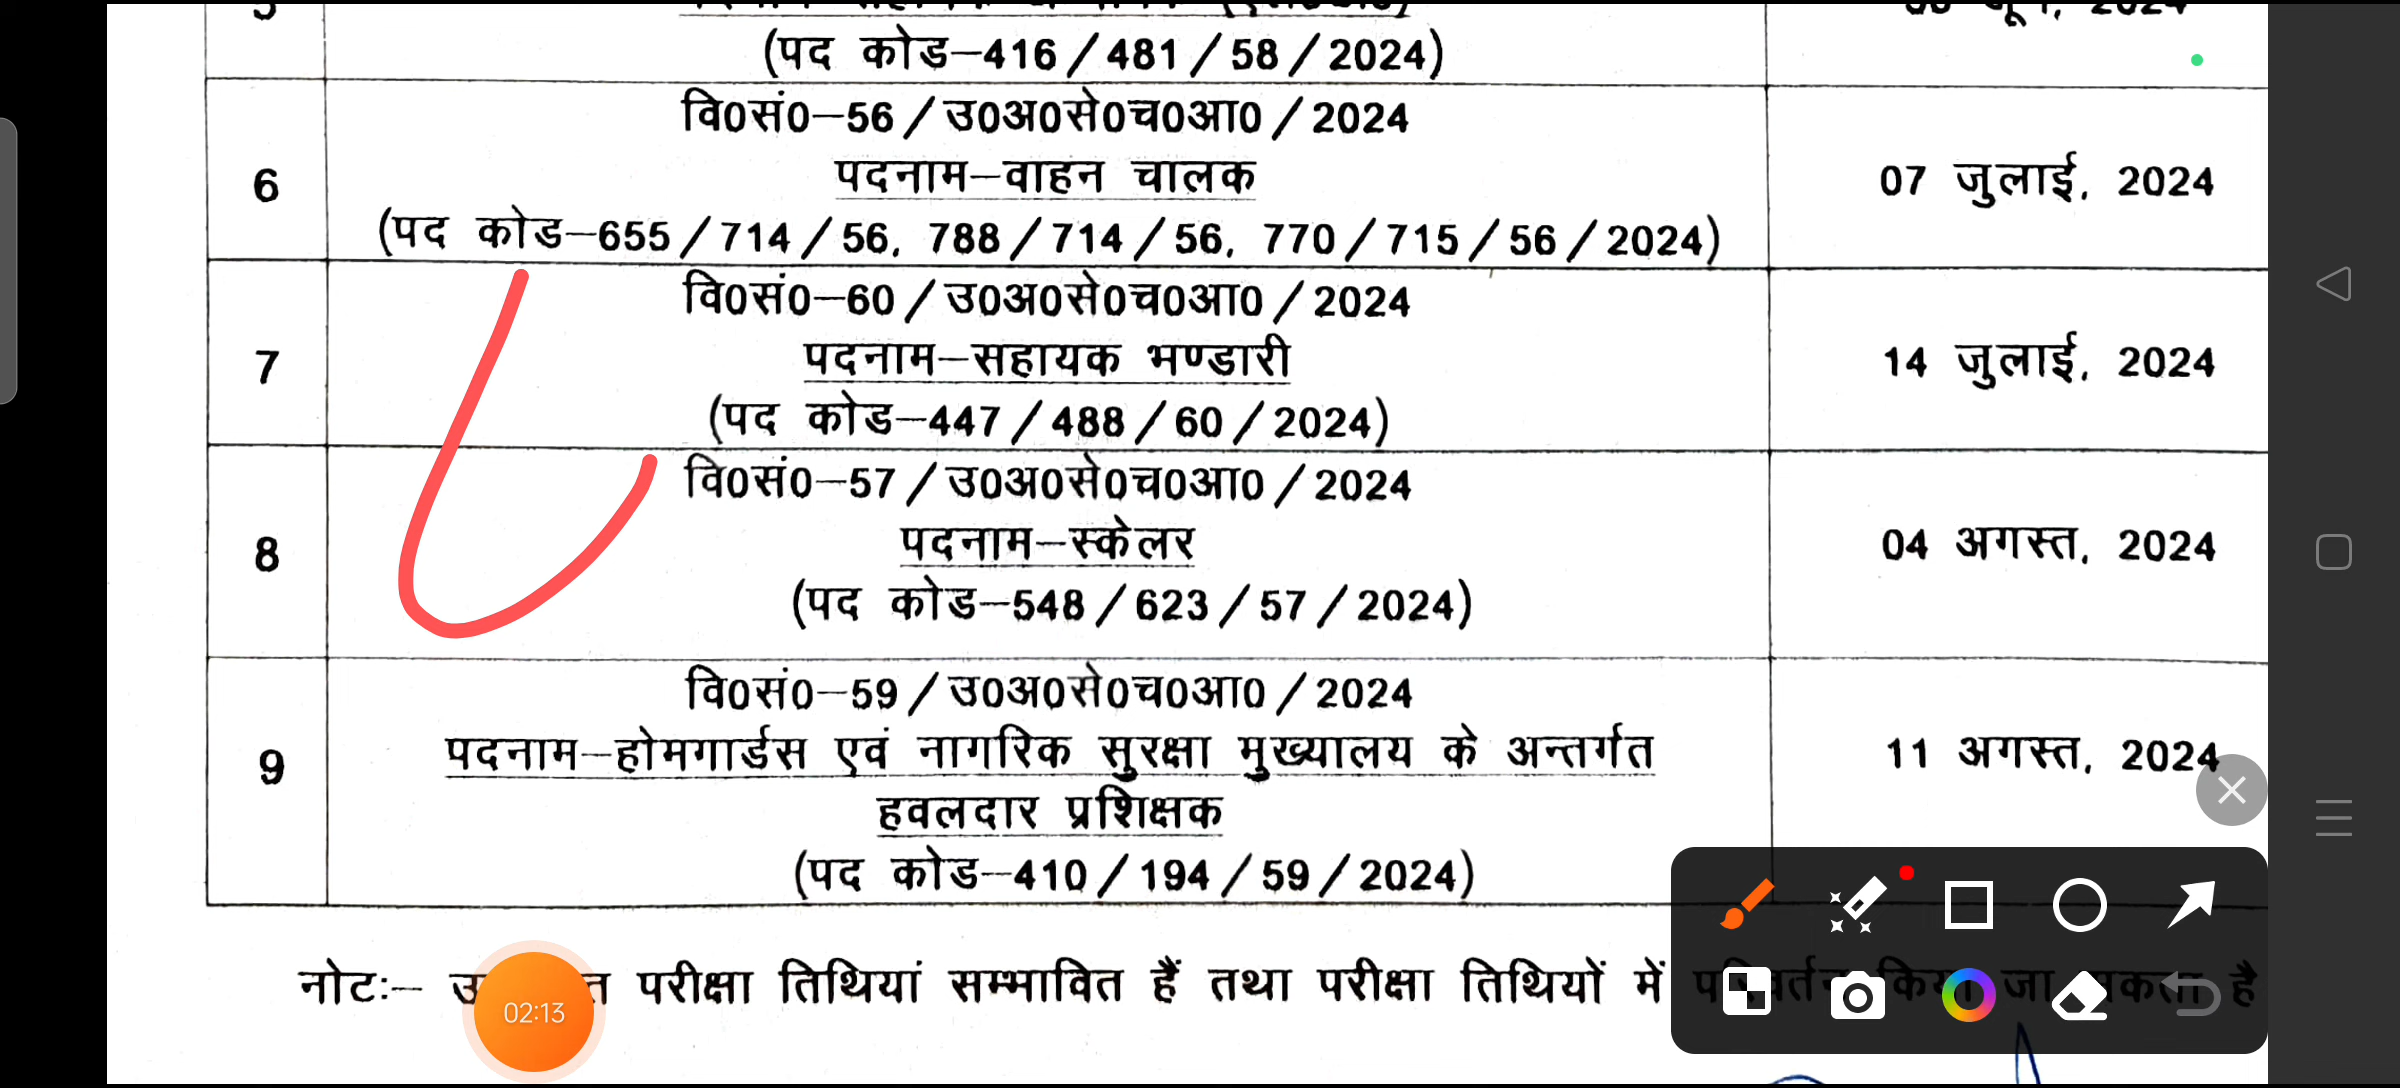 5
(पद कोड–416/481/58/2024)
वि0सं0–56/उ0अ0से0च0आ0/2024
6
पदनाम–वाहन चालक
07 जुलाई, 2024
(पद कोड–655/714/56, 788/714/56, 770/715/56/2024)
वि0सं0–60/उ0अ0से0च0आ0/2024
7
पदनाम–सहायक भण्डारी
14 जुलाई, 2024
(पद कोड–447/488/60/2024)
वि0सं0–57/उ0अ0से0च0आ0/2024
8
पदनाम–स्केलर
04 अगस्त, 2024
(पद कोड–548/623/57/2024)
वि0सं0–59/उ0अ0से0च0आ0/2024
9
पदनाम–होमगार्डस एवं नागरिक सुरक्षा मुख्यालय के अन्तर्गत
11 अगस्त, 2024
हवलदार प्रशिक्षक
(पद कोड–410/194/59/2024)
नोटः– परीक्षा तिथियां सम्भावित हैं तथा परीक्षा तिथियों में परिवर्तन किया जा सकता है
02:13